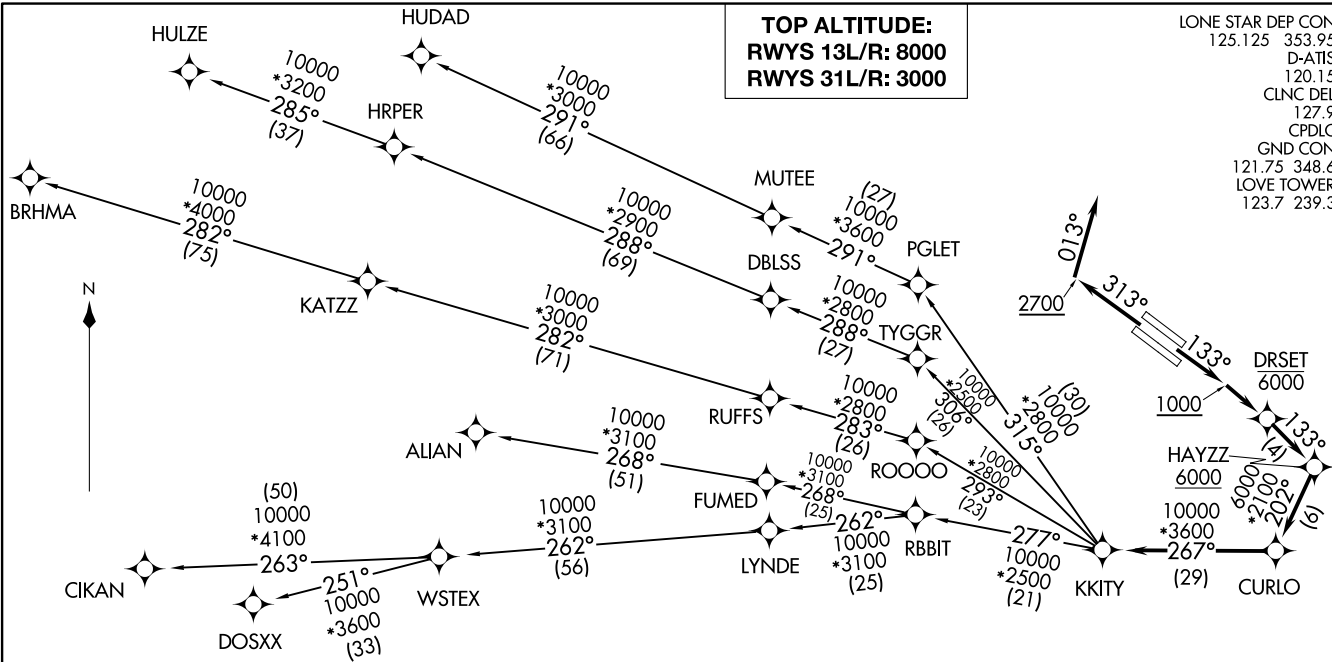 TOP ALTITUDE:
RWYS 13L/R: 8000
RWYS 31L/R: 3000
LONE STAR DEP CON
125.125 353.95
D-ATIS
120.15
CLNC DEL
127.9
CPDLC
GND CON
121.75 348.6
LOVE TOWER
123.7 239.3
HUDAD
HULZE
10000
*3200
285°
(37)
10000
*3000
291°
(66)
HRPER
BRHMA
10000
*4000
282°
(75)
10000
*2900
288°
(69)
MUTEE
(27)
10000
*3600
291°
PGLET
013°
2700
313°
133°
DRSET
6000
1000
133°
(4)
HAYZZ
6000
6000
*2100
202°
(6)
N
KATZZ
10000
*3000
282°
(71)
DBLSS
10000
*2800
288°
(27)
TYGGR
10000
*2500
306°
(26)
(30)
10000
*2800
315°
RUFFS
10000
*2800
283°
(26)
ROOOO
10000
*2800
293°
(23)
ALIAN
10000
*3100
268°
(51)
FUMED
10000
*3100
268°
(25)
RBBIT
262°
10000
*3100
(25)
277°
10000
*2500
(21)
KKITY
10000
*3600
267°
(29)
CURLO
(50)
10000
*4100
263°
CIKAN
251°
10000
*3600
(33)
DOSXX
WSTEX
10000
*3100
262°
(56)
LYNDE